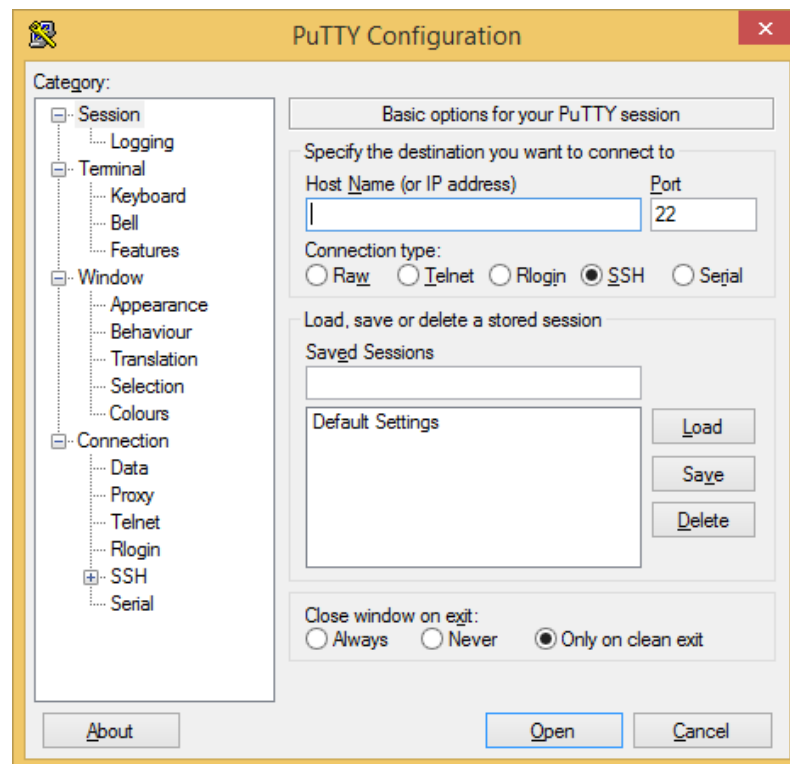 PuTTY Configuration
Category:
Session
Logging
Terminal
Keyboard
Bell
Features
Window
Appearance
Behaviour
Translation
Selection
Colours
Connection
Data
Proxy
Telnet
Rlogin
SSH
Serial
Basic options for your PuTTY session
Specify the destination you want to connect to
Host Name (or IP address) Port
22
Connection type:
Raw Telnet Rlogin SSH Serial
Load, save or delete a stored session
Saved Sessions
Default Settings
Load
Save
Delete
Close window on exit:
Always Never Only on clean exit
About Open Cancel